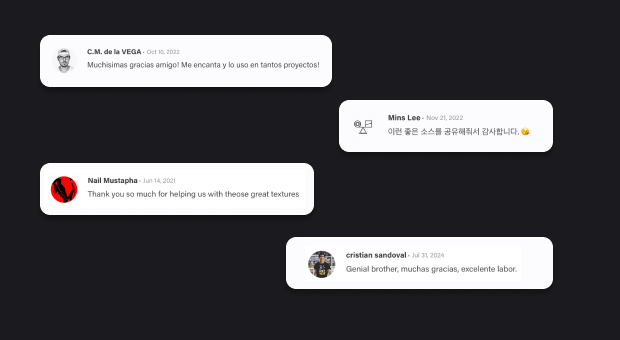 C.M. de la VEGA • Oct 10, 2022
Muchisimas gracias amigo! Me encanta y lo uso en tantos proyectos!
Mins Lee • Nov 21, 2022
이런 좋은 소스를 공유해줘서 감사합니다. 😘
Nail Mustapha • Jun 14, 2021
Thank you so much for helping us with theose great textures
cristian sandoval • Jul 31, 2024
Genial brother, muchas gracias, excelente labor.